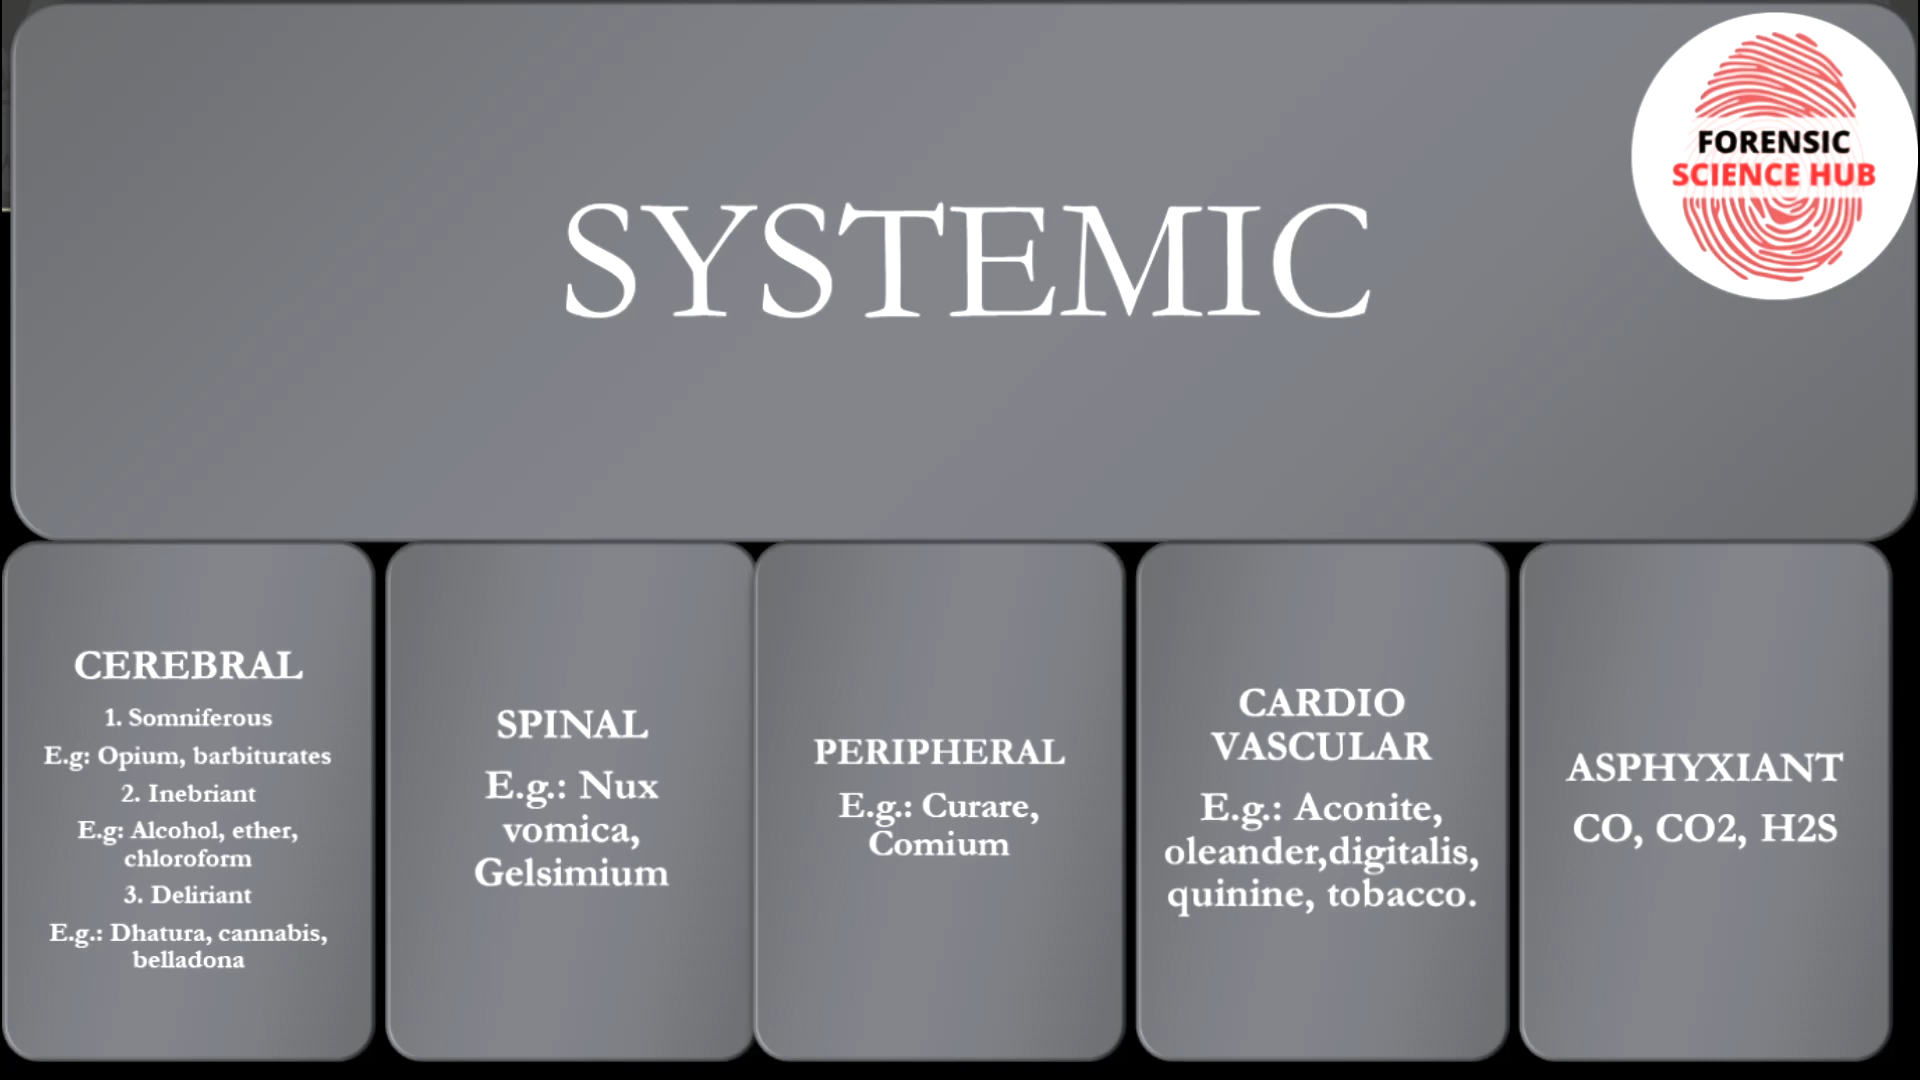 SYSTEMIC
FORENSIC
SCIENCE HUB
CEREBRAL
1. Somniferous
E.g: Opium, barbiturates
2. Inebriant
E.g: Alcohol, ether,
chloroform
3. Deliriant
E.g.: Dhatura, cannabis,
belladona
SPINAL
E.g.: Nux
vomica,
Gelsimium
PERIPHERAL
E.g.: Curare,
Comium
CARDIO
VASCULAR
E.g.: Aconite,
oleander,digitalis,
quinine, tobacco.
ASPHYXIANT
CO, CO2, H2S